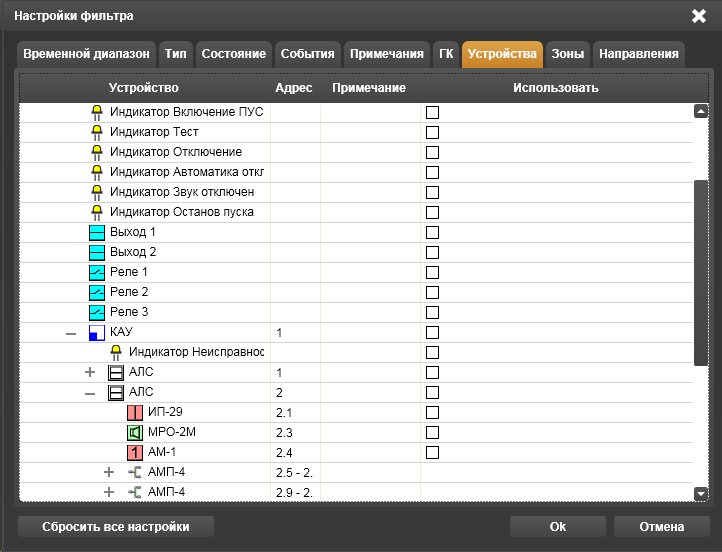 Настройки фильтра
Временной диапазон Тип Состояние События Примечания ГК Устройства Зоны Направления
Устройство Адрес Примечание Использовать
Индикатор Включение ПУС
Индикатор Тест
Индикатор Отключение
Индикатор Автоматика откл
Индикатор Звук отключен
Индикатор Останов пуска
Выход 1
Выход 2
Реле 1
Реле 2
Реле 3
КАУ 1
Индикатор Неисправнос
АЛС 1
АЛС 2
ИП-29 2.1
МРО-2М 2.3
1 АМ-1 2.4
АМП-4 2.5 - 2.
АМП-4 2.9 - 2.
Сбросить все настройки Ok Отмена